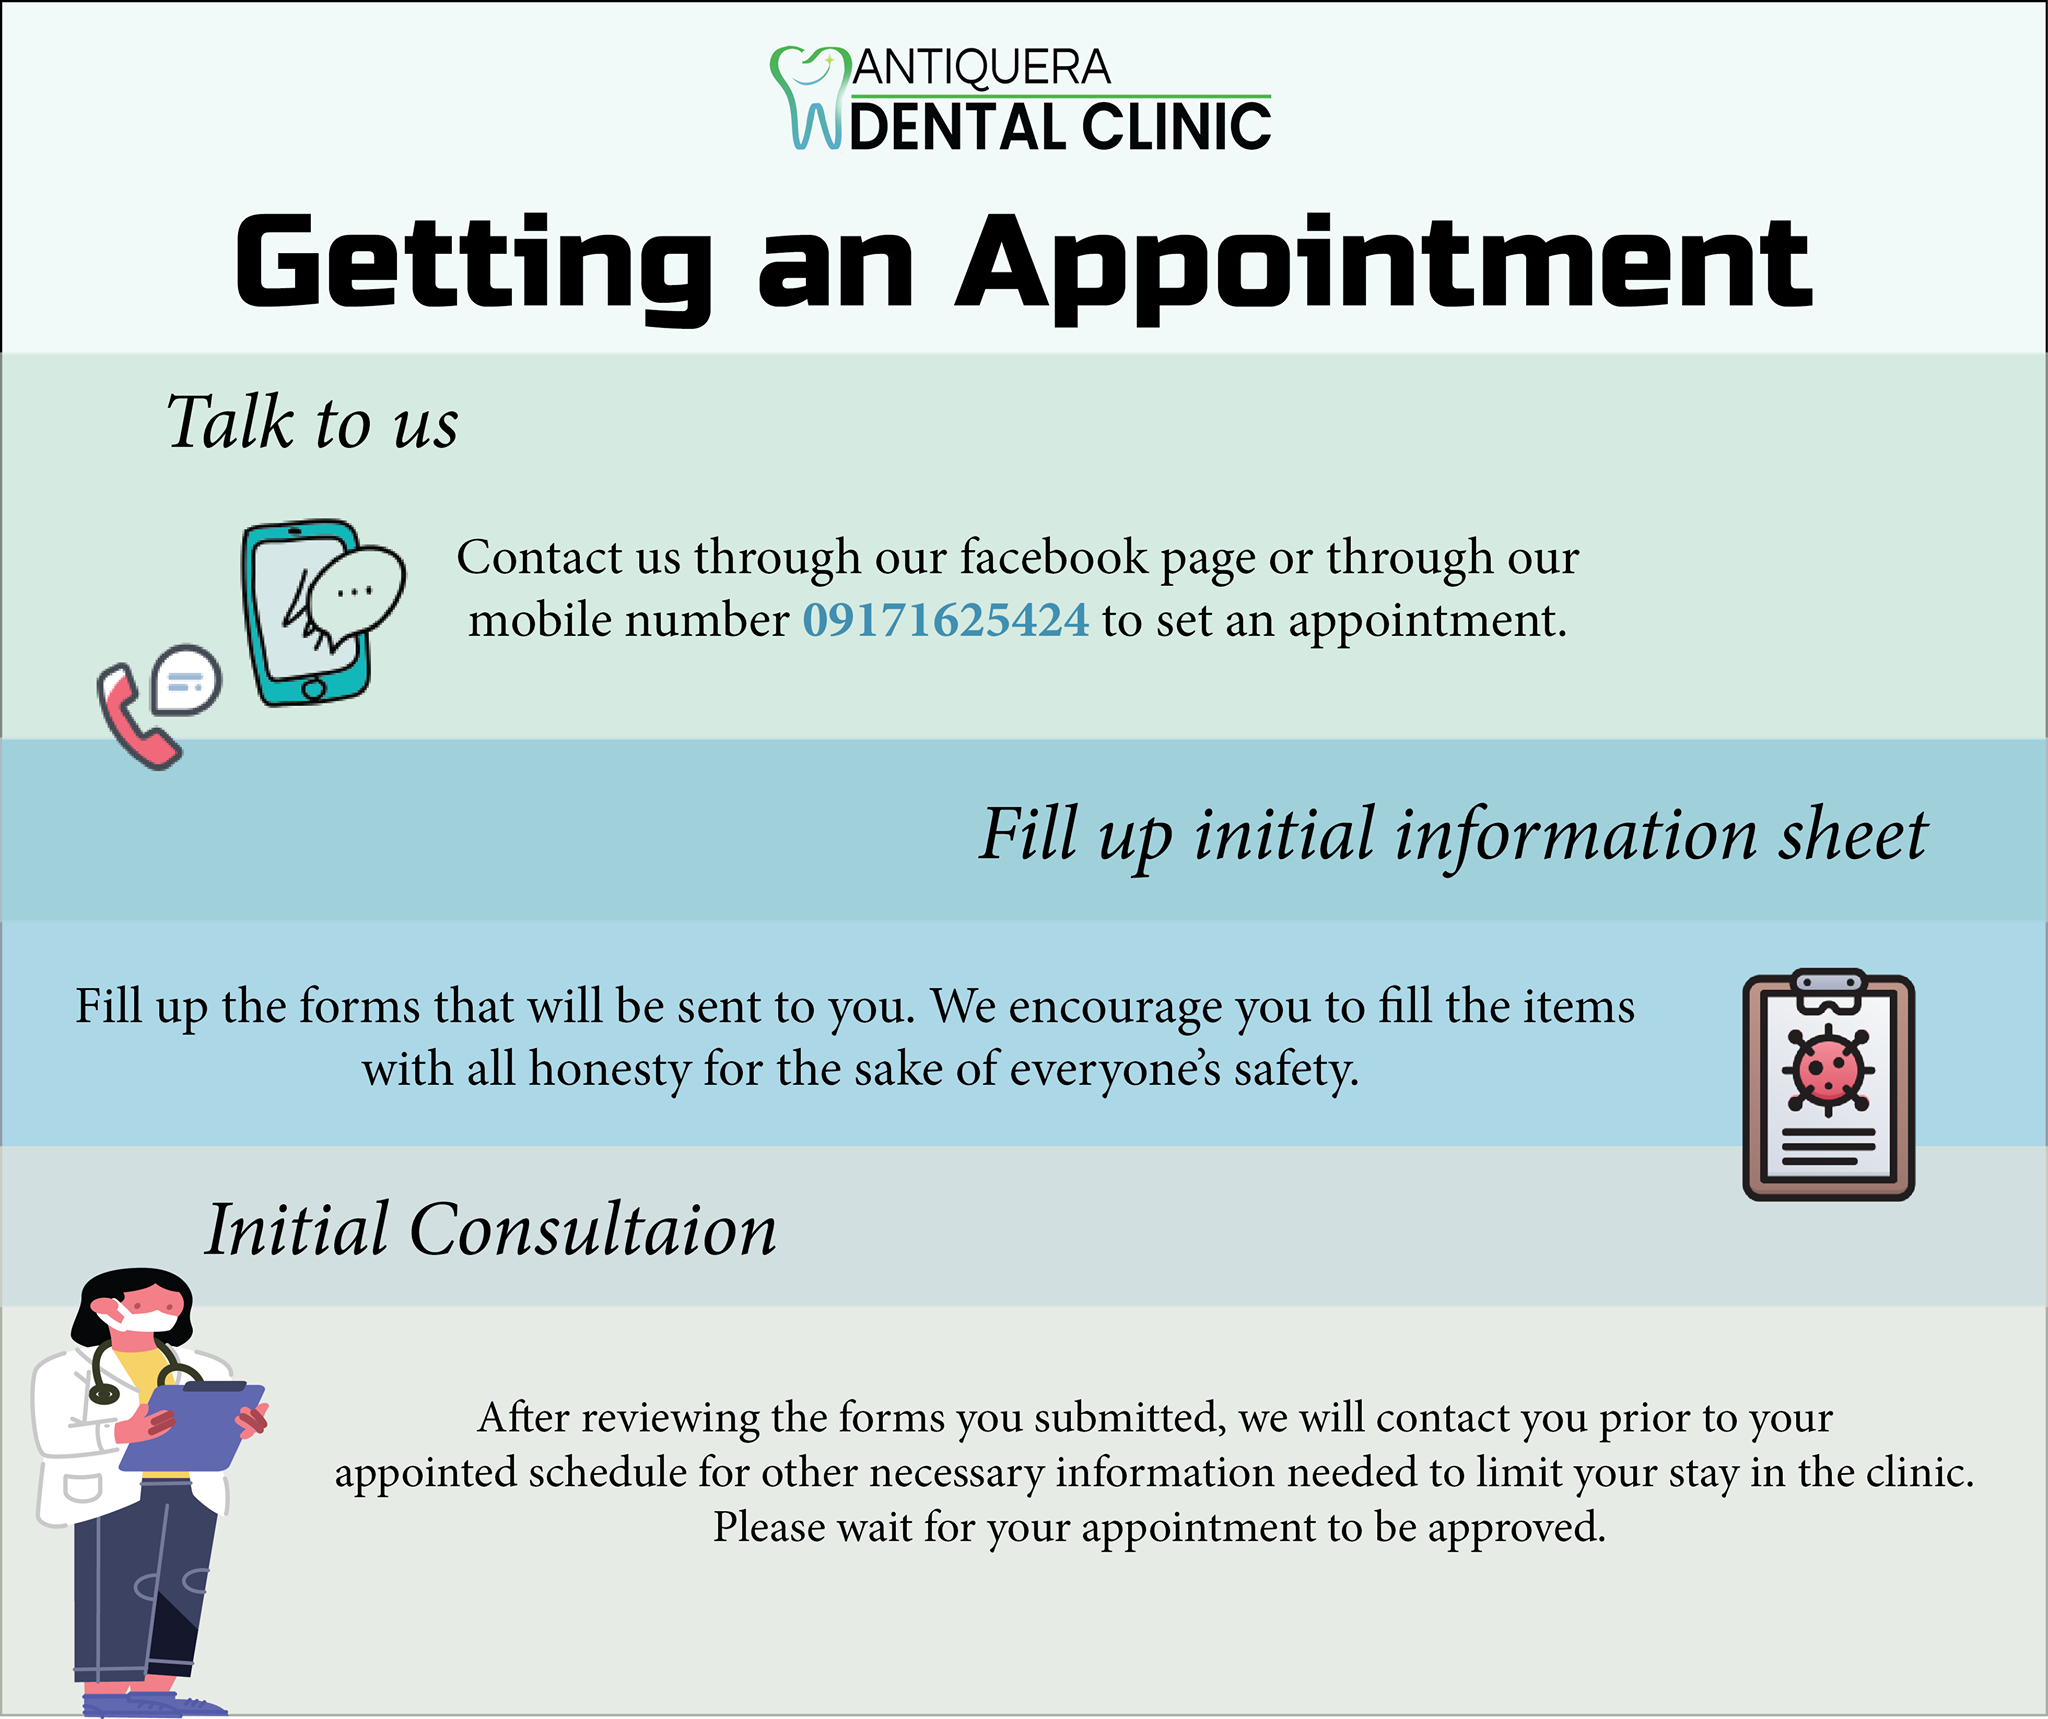 ANTIQUERA
DENTAL CLINIC
Getting an Appointment
Talk to us
Contact us through our facebook page or through our
mobile number 09171625424 to set an appointment.
Fill up initial information sheet
Fill up the forms that will be sent to you. We encourage you to fill the items
with all honesty for the sake of everyone’s safety.
Initial Consultaion
After reviewing the forms you submitted, we will contact you prior to your
appointed schedule for other necessary information needed to limit your stay in the clinic.
Please wait for your appointment to be approved.